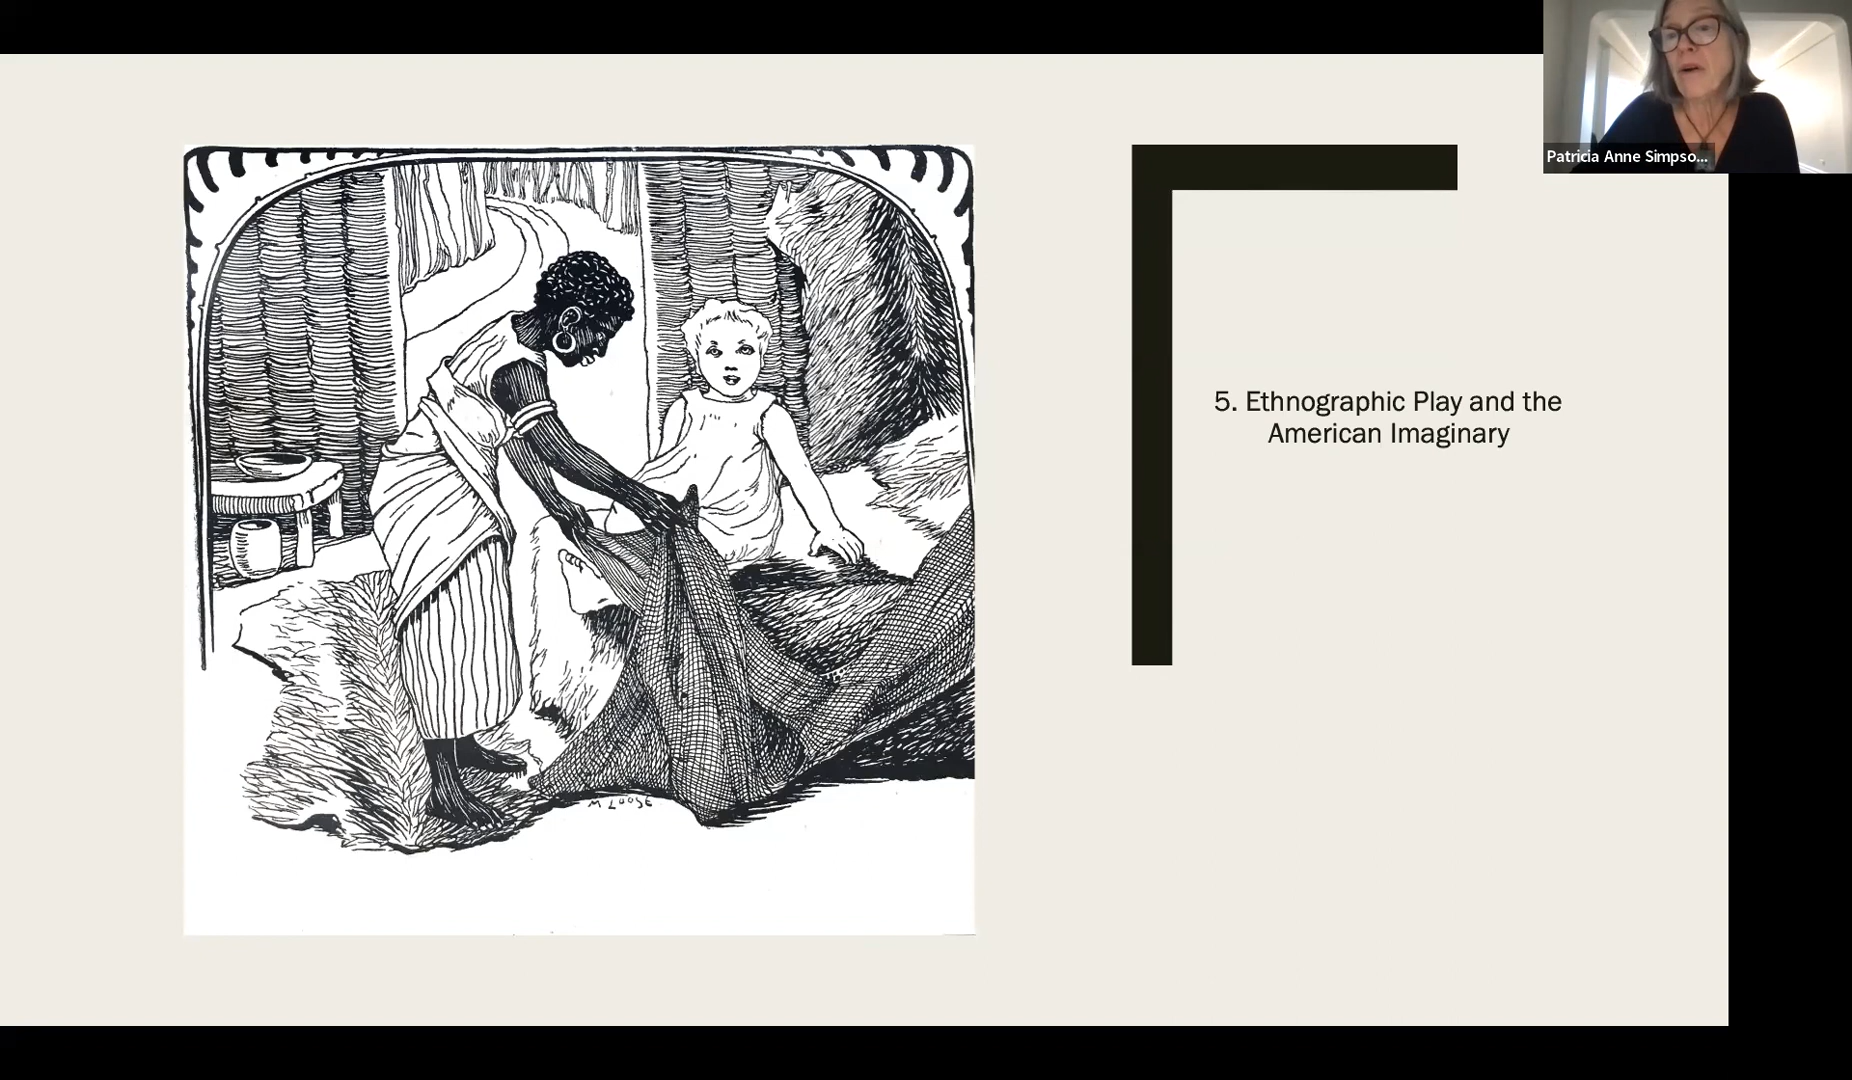 Patricia Anne Simpso...
5. Ethnographic Play and the
American Imaginary
M LOOSE